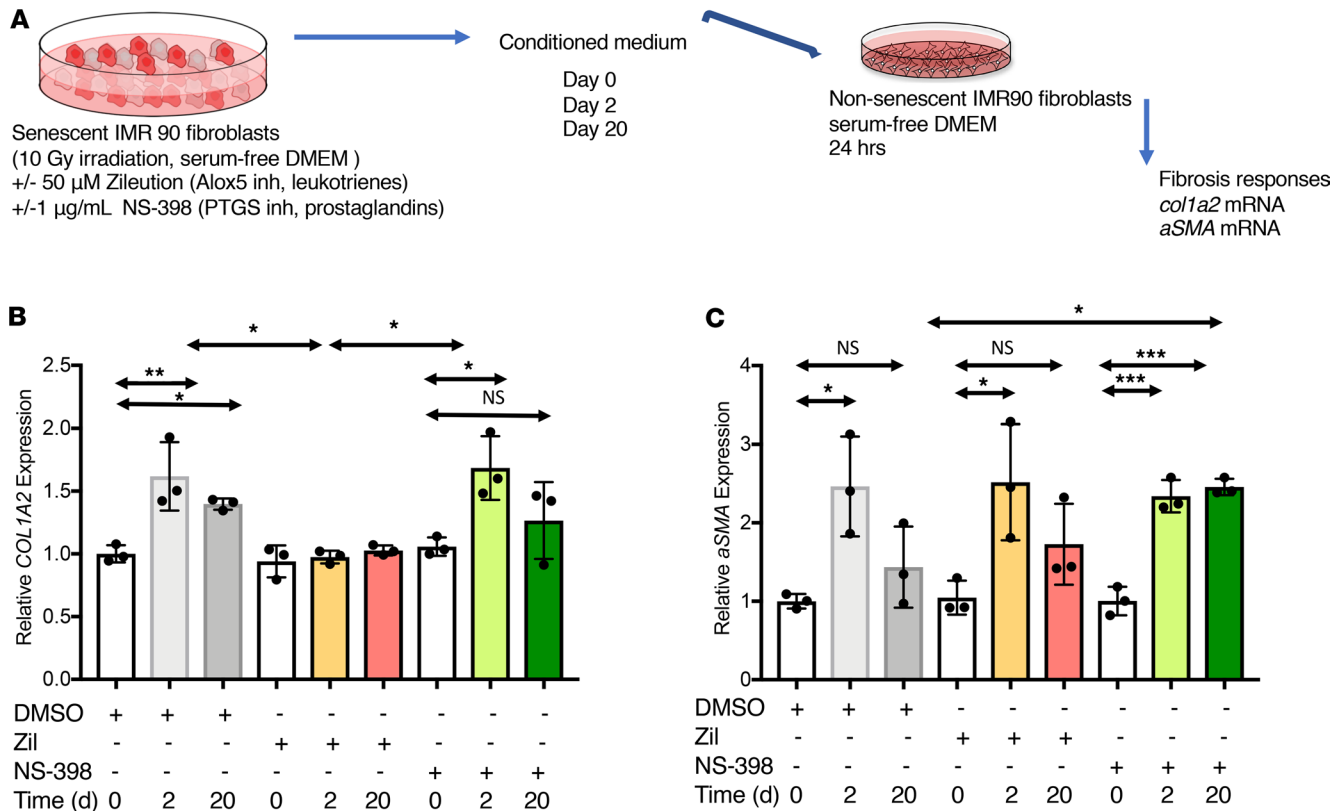 A
Senescent IMR 90 fibroblasts
(10 Gy irradiation, serum-free DMEM )
+/- 50 µM Zileution (Alox5 inh, leukotrienes)
+/-1 µg/mL NS-398 (PTGS inh, prostaglandins)
Conditioned medium
Day 0
Day 2
Day 20
Non-senescent IMR90 fibroblasts
serum-free DMEM
24 hrs
Fibrosis responses
col1a2 mRNA
aSMA mRNA
B
* *
** *
* NS
Relative COL1A2 Expression
2.5
2.0
1.5
1.0
0.5
0.0
DMSO + + + - - - - - -
Zil - - - + + + - - -
NS-398 - - - - - - + + +
Time (d) 0 2 20 0 2 20 0 2 20
C
*
NS NS ***
* * ***
Relative aSMA Expression
4
3
2
1
0
DMSO + + + - - - - - -
Zil - - - + + + - - -
NS-398 - - - - - - + + +
Time (d) 0 2 20 0 2 20 0 2 20